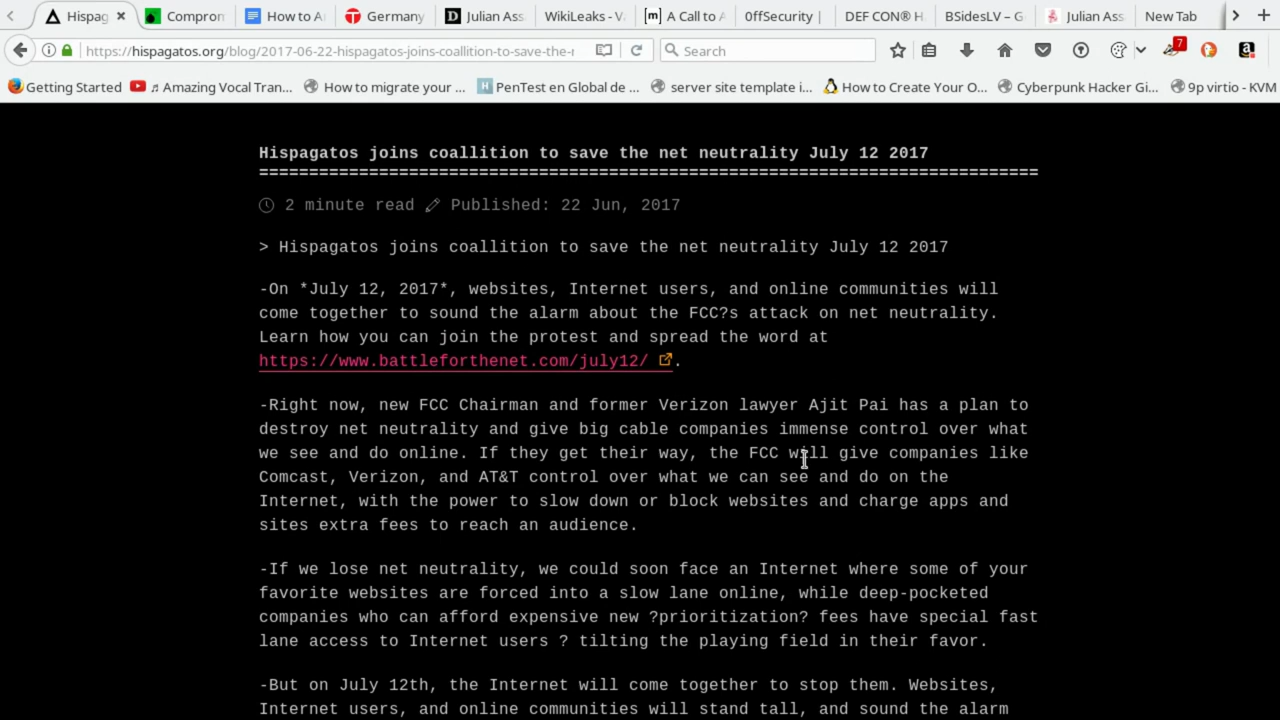 Hispag
Comprom
How to A
Germany
Julian Ass
WikiLeaks - V
A Call to A
0ffSecurity |
DEF CON® H
BSidesLV – G
Julian Ass
New Tab
https://hispagatos.org/blog/2017-06-22-hispagatos-joins-coallition-to-save-the-r
Search
7
Getting Started
♬ Amazing Vocal Tran...
How to migrate your ...
PenTest en Global de ...
server site template i...
How to Create Your O...
Cyberpunk Hacker Gi...
9p virtio - KVM
Hispagatos joins coallition to save the net neutrality July 12 2017
==============================================================================
2 minute read Published: 22 Jun, 2017
> Hispagatos joins coallition to save the net neutrality July 12 2017
-On *July 12, 2017*, websites, Internet users, and online communities will
come together to sound the alarm about the FCC?s attack on net neutrality.
Learn how you can join the protest and spread the word at
https://www.battleforthenet.com/july12/ .
-Right now, new FCC Chairman and former Verizon lawyer Ajit Pai has a plan to
destroy net neutrality and give big cable companies immense control over what
we see and do online. If they get their way, the FCC will give companies like
Comcast, Verizon, and AT&T control over what we can see and do on the
Internet, with the power to slow down or block websites and charge apps and
sites extra fees to reach an audience.
-If we lose net neutrality, we could soon face an Internet where some of your
favorite websites are forced into a slow lane online, while deep-pocketed
companies who can afford expensive new ?prioritization? fees have special fast
lane access to Internet users ? tilting the playing field in their favor.
-But on July 12th, the Internet will come together to stop them. Websites,
Internet users, and online communities will stand tall, and sound the alarm